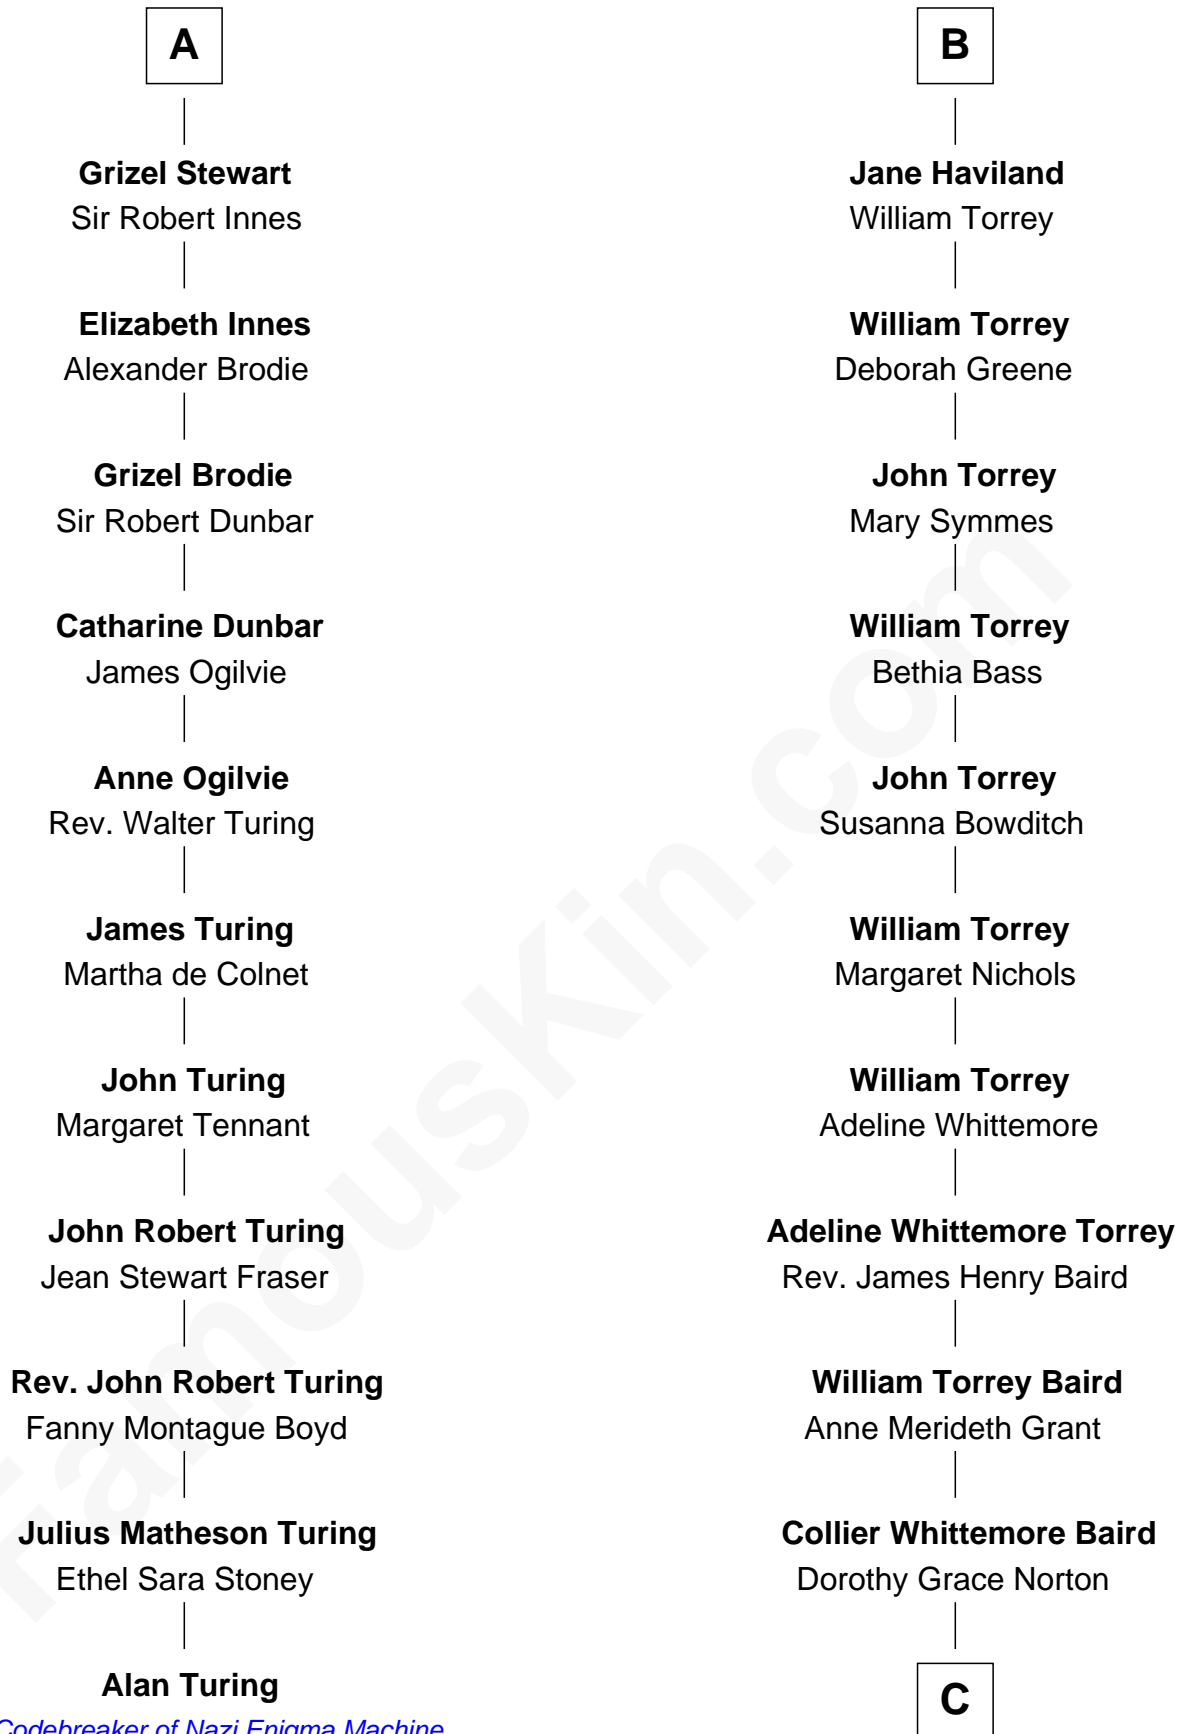 A
Grizel Stewart
Sir Robert Innes
Elizabeth Innes
Alexander Brodie
Grizel Brodie
Sir Robert Dunbar
Catharine Dunbar
James Ogilvie
Anne Ogilvie
Rev. Walter Turing
James Turing
Martha de Colnet
John Turing
Margaret Tennant
John Robert Turing
Jean Stewart Fraser
Rev. John Robert Turing
Fanny Montague Boyd
Julius Matheson Turing
Ethel Sara Stoney
Alan Turing
Codebreaker of Nazi Enigma Machine
B
Jane Haviland
William Torrey
William Torrey
Deborah Greene
John Torrey
Mary Symmes
William Torrey
Bethia Bass
John Torrey
Susanna Bowditch
William Torrey
Margaret Nichols
William Torrey
Adeline Whittemore
Adeline Whittemore Torrey
Rev. James Henry Baird
William Torrey Baird
Anne Merideth Grant
Collier Whittemore Baird
Dorothy Grace Norton
C
FamousKin.com